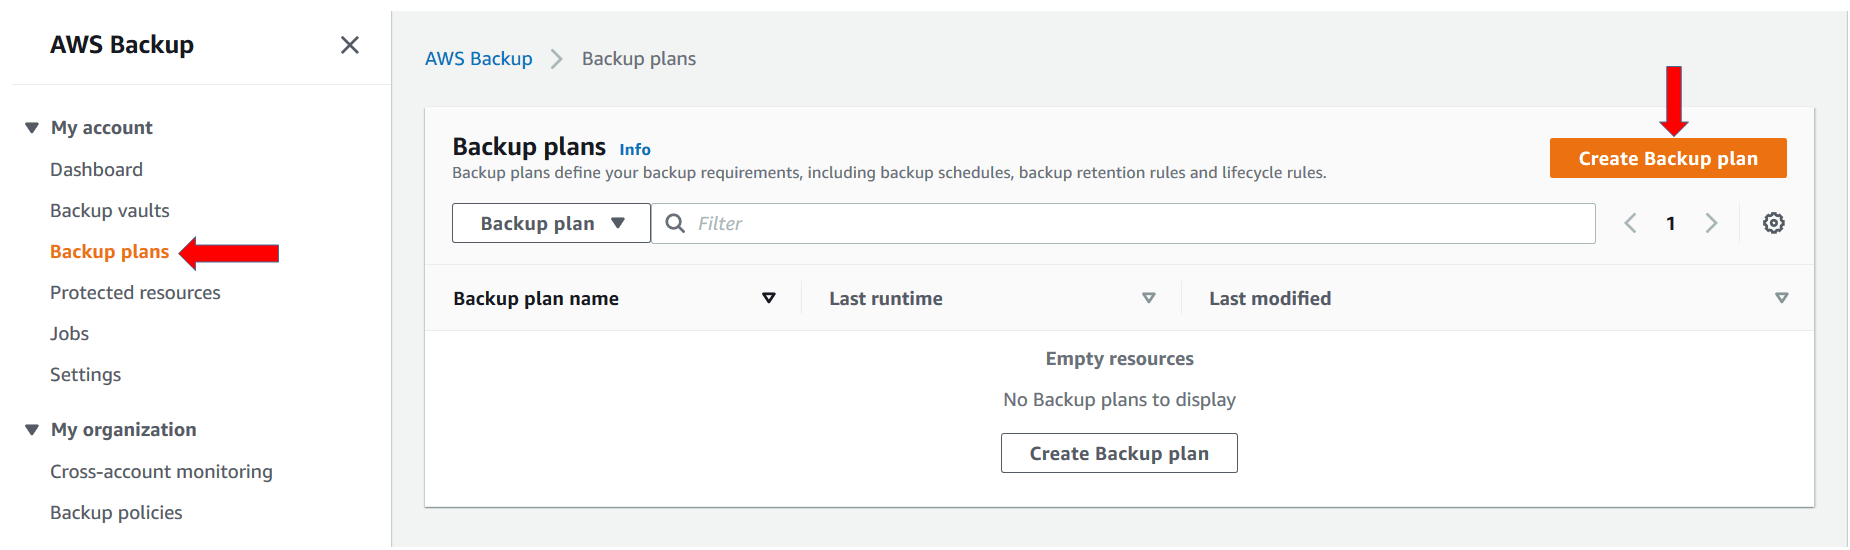 AWS Backup
My account
Dashboard
Backup vaults
Backup plans
Protected resources
Jobs
Settings
My organization
Cross-account monitoring
Backup policies
AWS Backup Backup plans
Backup plans Info
Backup plans define your backup requirements, including backup schedules, backup retention rules and lifecycle rules.
Create Backup plan
Backup plan Filter 1
Backup plan name Last runtime Last modified
Empty resources
No Backup plans to display
Create Backup plan